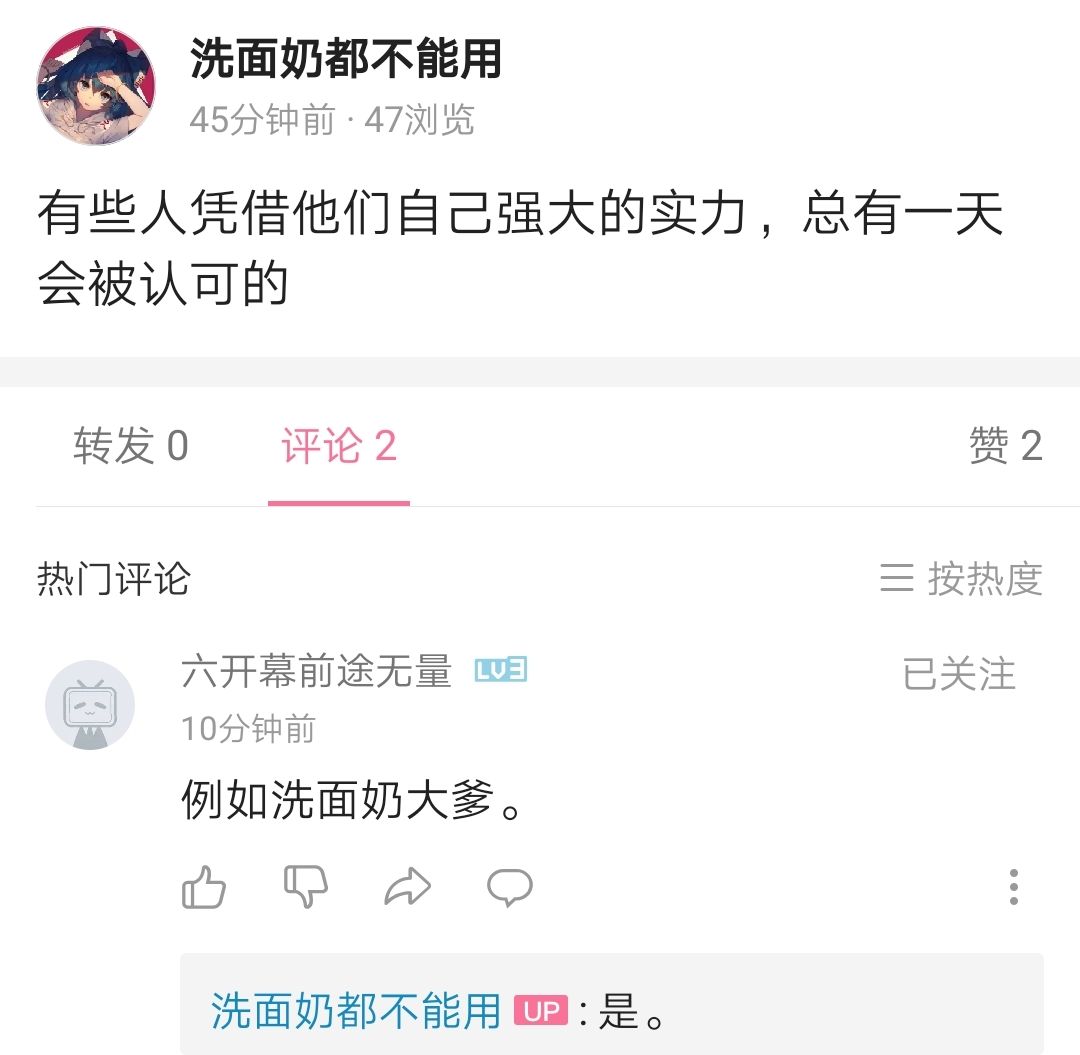 洗面奶都不能用
45分钟前 · 47浏览
有些人凭借他们自己强大的实力，总有一天
会被认可的
转发 0 评论 2 赞 2
热门评论 按热度
六开幕前途无量 LV3 已关注
10分钟前
例如洗面奶大爹。
洗面奶都不能用 UP : 是。